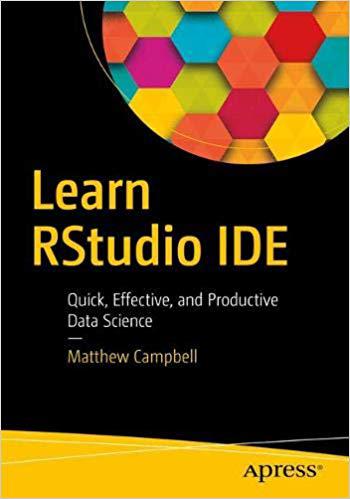 Learn
RStudio IDE
Quick, Effective, and Productive
Data Science
—
Matthew Campbell
Apress®